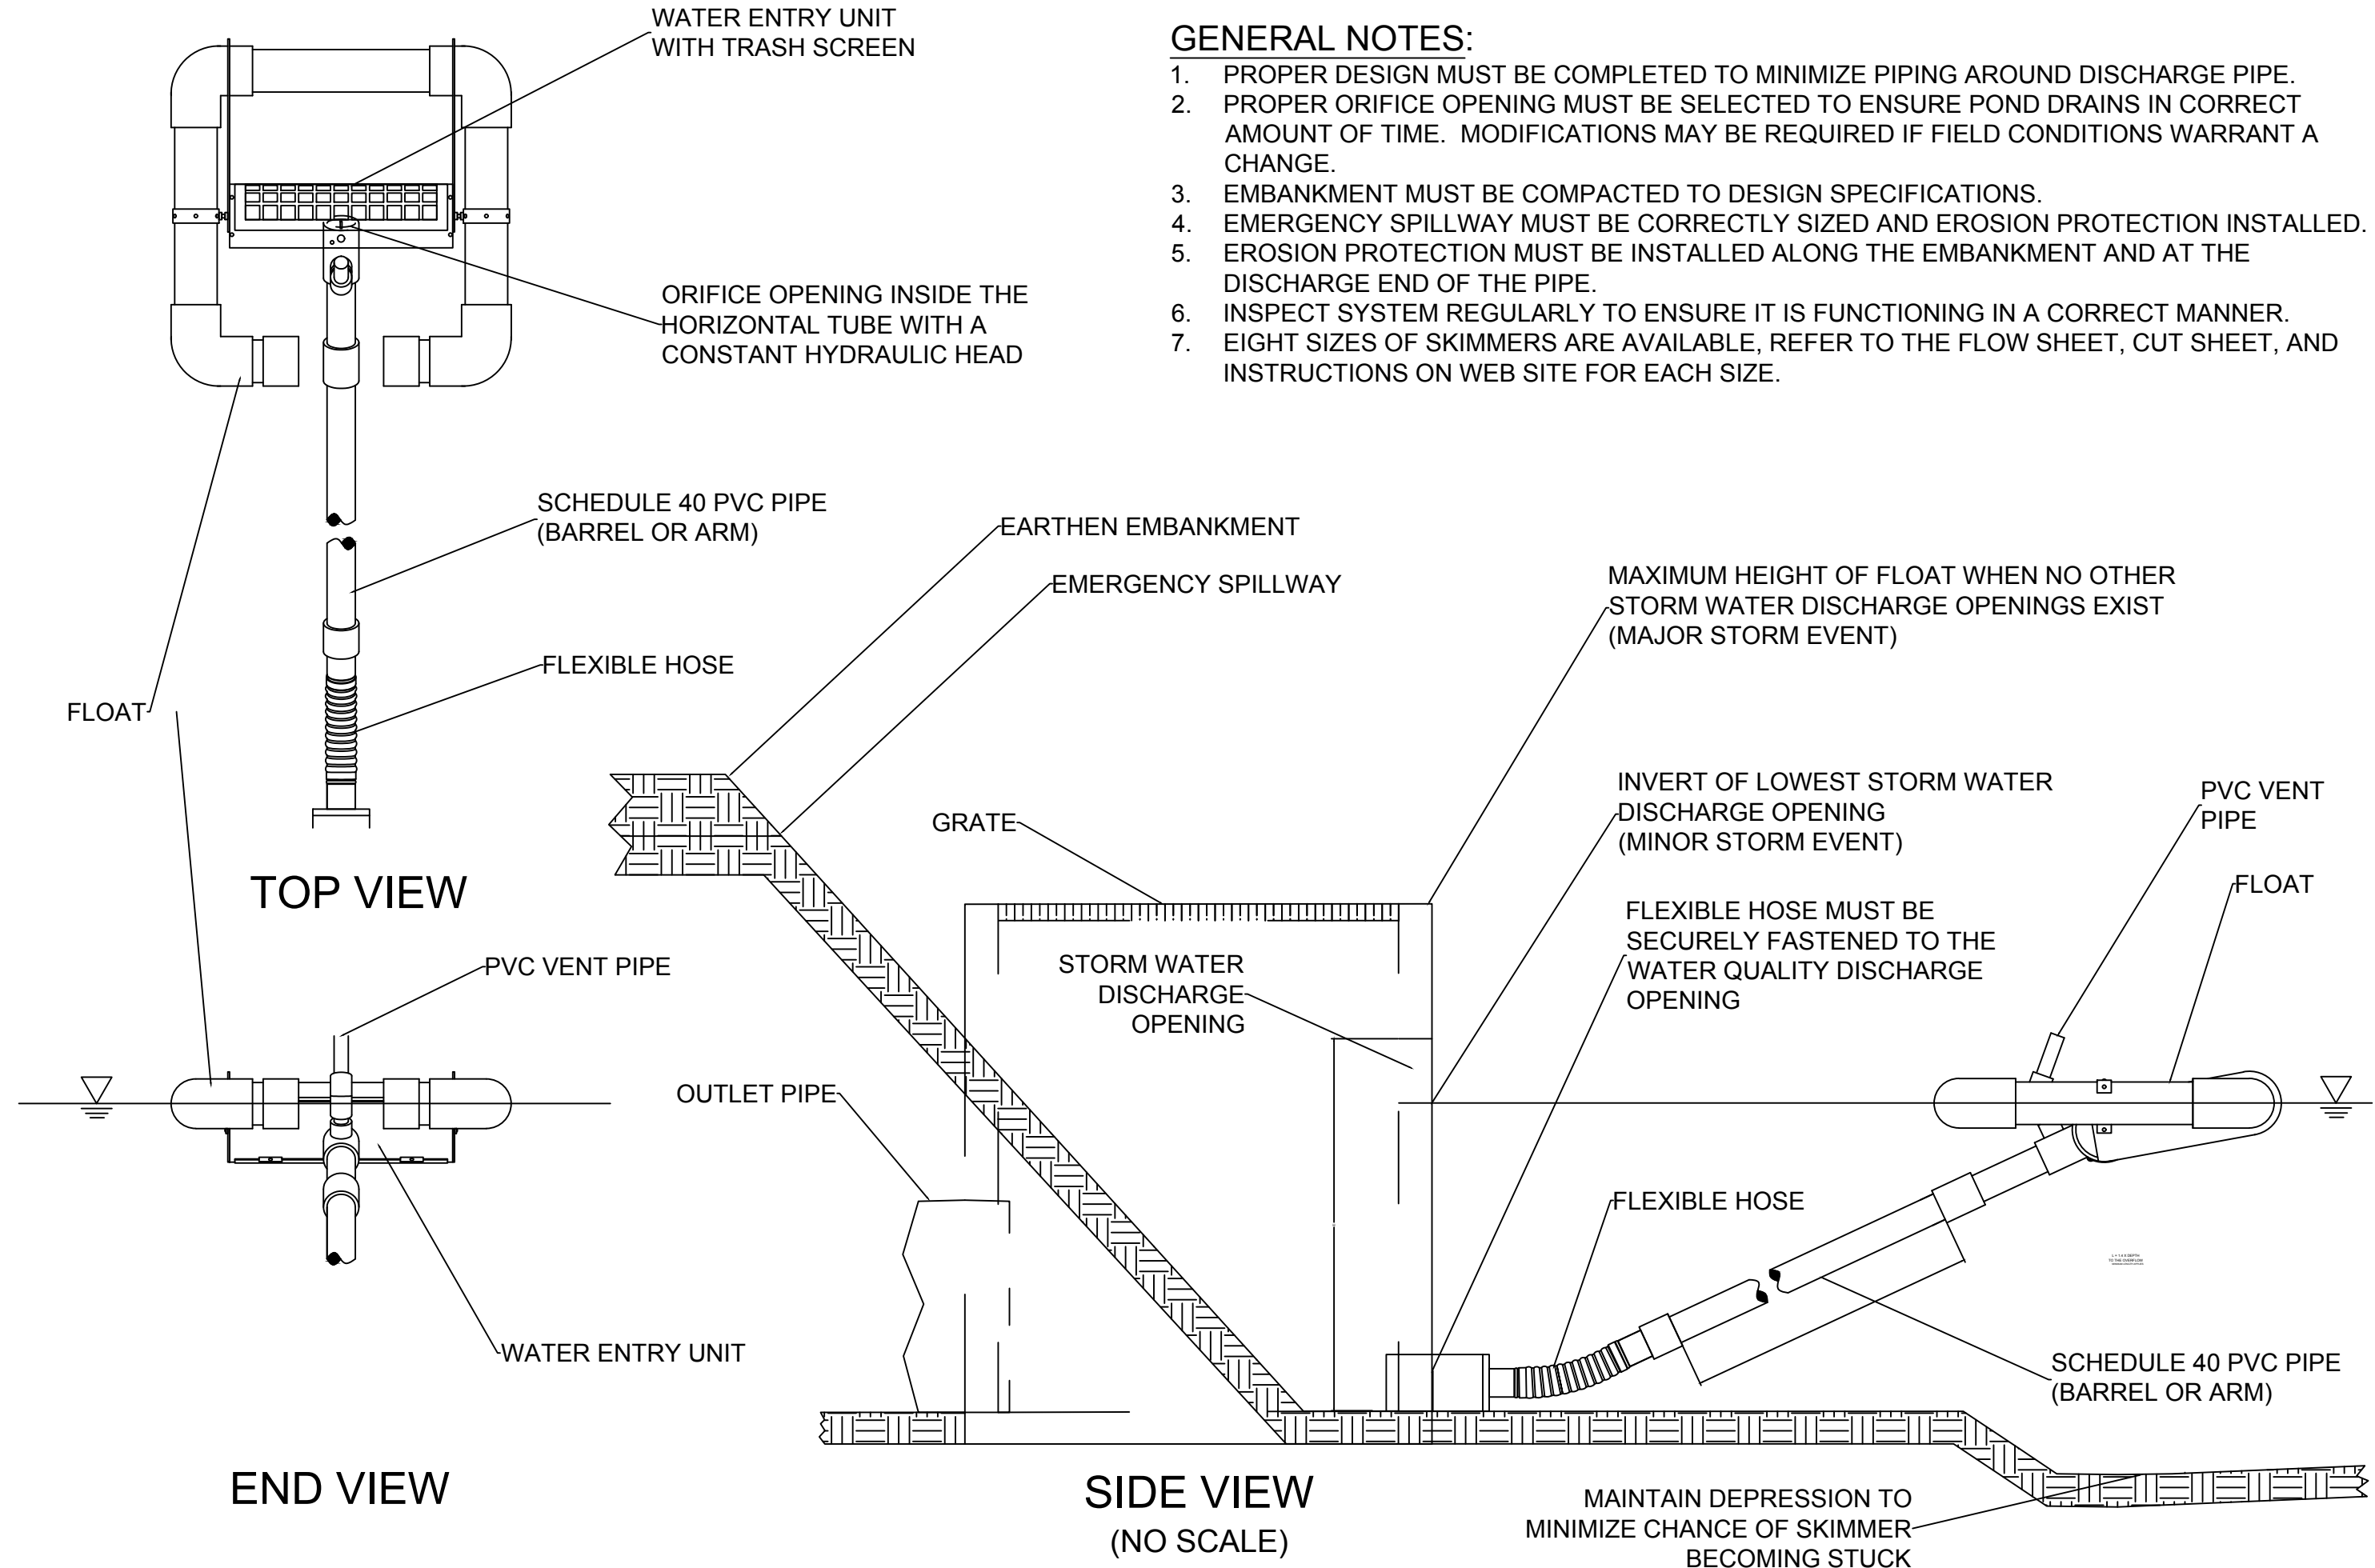 WATER ENTRY UNIT
WITH TRASH SCREEN
GENERAL NOTES:
1. PROPER DESIGN MUST BE COMPLETED TO MINIMIZE PIPING AROUND DISCHARGE PIPE.
2. PROPER ORIFICE OPENING MUST BE SELECTED TO ENSURE POND DRAINS IN CORRECT
AMOUNT OF TIME. MODIFICATIONS MAY BE REQUIRED IF FIELD CONDITIONS WARRANT A
CHANGE.
3. EMBANKMENT MUST BE COMPACTED TO DESIGN SPECIFICATIONS.
4. EMERGENCY SPILLWAY MUST BE CORRECTLY SIZED AND EROSION PROTECTION INSTALLED.
5. EROSION PROTECTION MUST BE INSTALLED ALONG THE EMBANKMENT AND AT THE
DISCHARGE END OF THE PIPE.
6. INSPECT SYSTEM REGULARLY TO ENSURE IT IS FUNCTIONING IN A CORRECT MANNER.
7. EIGHT SIZES OF SKIMMERS ARE AVAILABLE, REFER TO THE FLOW SHEET, CUT SHEET, AND
INSTRUCTIONS ON WEB SITE FOR EACH SIZE.
ORIFICE OPENING INSIDE THE
HORIZONTAL TUBE WITH A
CONSTANT HYDRAULIC HEAD
SCHEDULE 40 PVC PIPE
(BARREL OR ARM)
FLEXIBLE HOSE
FLOAT
TOP VIEW
PVC VENT PIPE
WATER ENTRY UNIT
END VIEW
EARTHEN EMBANKMENT
EMERGENCY SPILLWAY
MAXIMUM HEIGHT OF FLOAT WHEN NO OTHER
STORM WATER DISCHARGE OPENINGS EXIST
(MAJOR STORM EVENT)
INVERT OF LOWEST STORM WATER
DISCHARGE OPENING
(MINOR STORM EVENT)
PVC VENT
PIPE
GRATE
FLOAT
FLEXIBLE HOSE MUST BE
SECURELY FASTENED TO THE
WATER QUALITY DISCHARGE
OPENING
STORM WATER
DISCHARGE
OPENING
OUTLET PIPE
FLEXIBLE HOSE
L = 1.4 X DEPTH
TO THE OVERFLOW
SCHEDULE 40 PVC PIPE
(BARREL OR ARM)
SIDE VIEW
(NO SCALE)
MAINTAIN DEPRESSION TO
MINIMIZE CHANCE OF SKIMMER
BECOMING STUCK